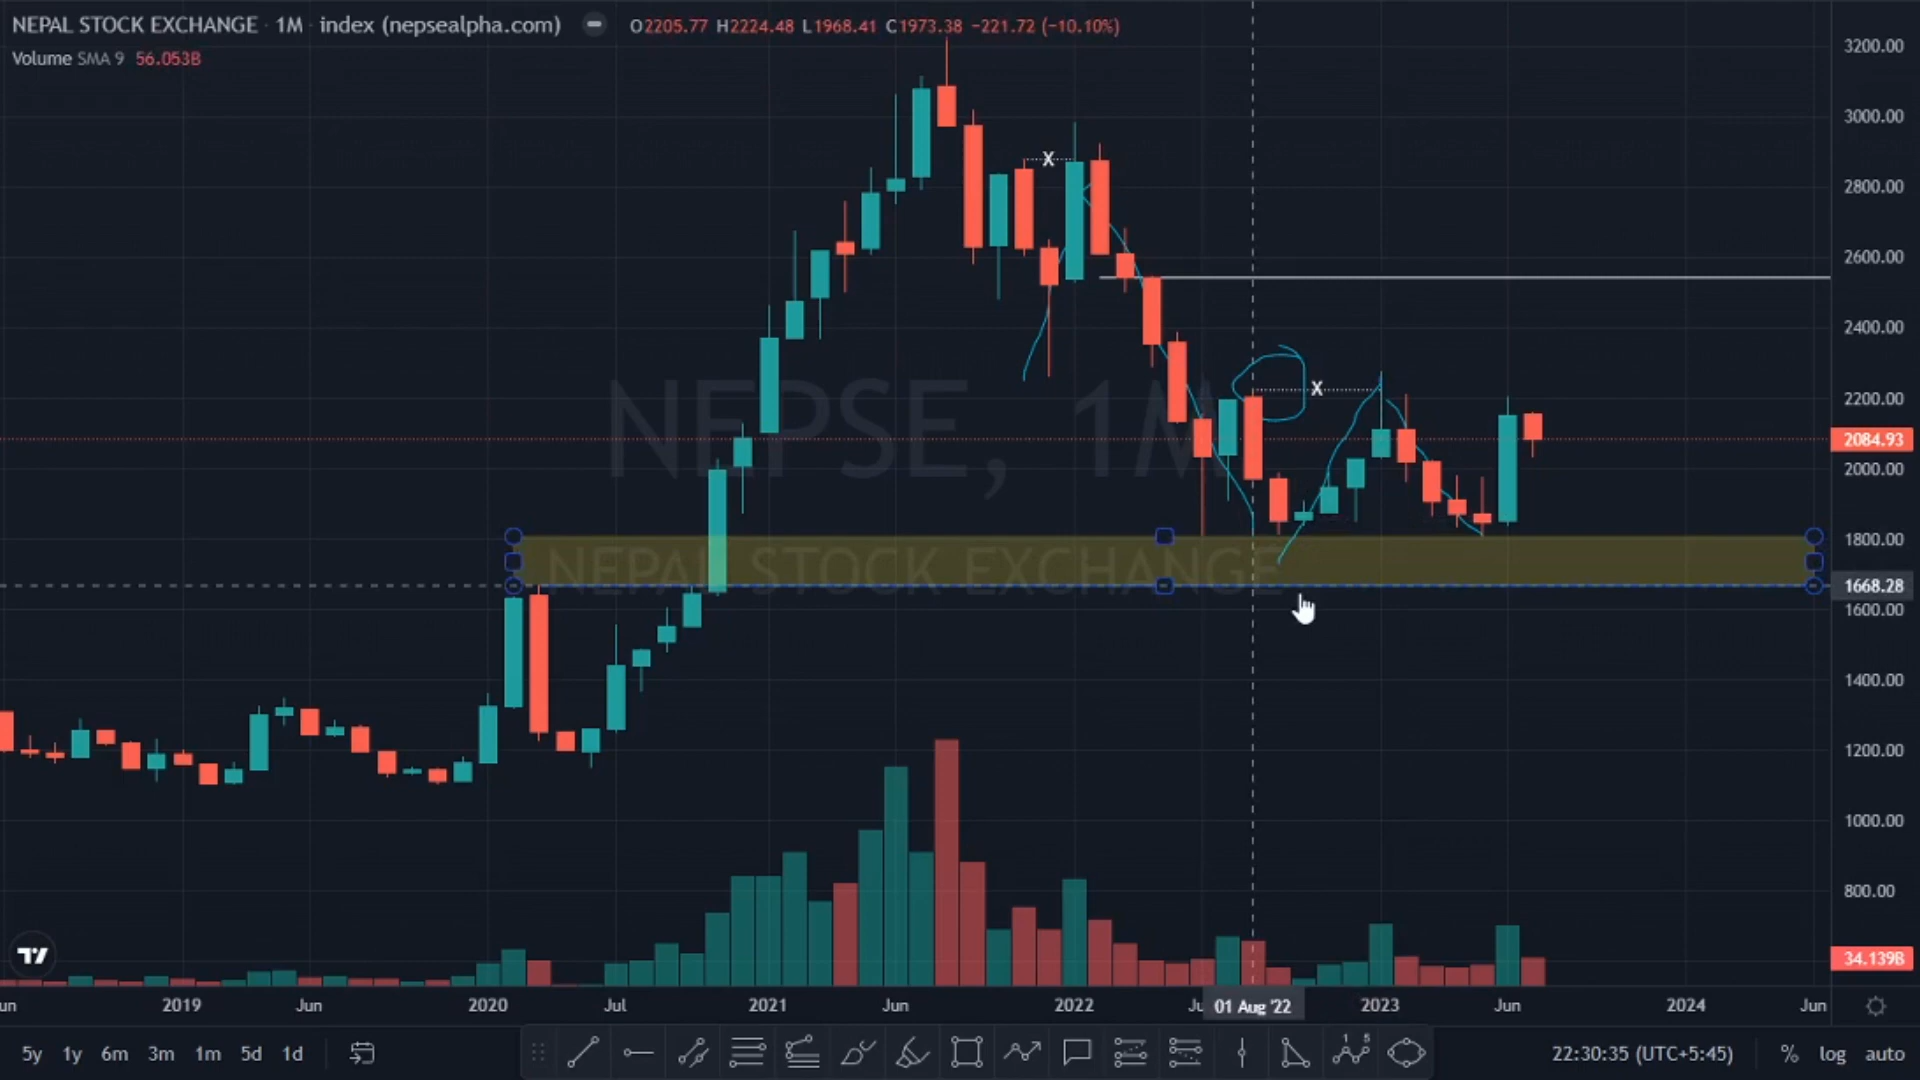 NEPAL STOCK EXCHANGE · 1M · index (nepsealpha.com) O2205.77 H2224.48 L1968.41 C1973.38 −221.72 (−10.10%)
Volume SMA 9 56.053B
3200.00
3000.00
X
2800.00
2600.00
2400.00
X
2200.00
NEPSE, 1M
2084.93
2000.00
1800.00
NEPAL STOCK EXCHANGE
1668.28
1600.00
1400.00
1200.00
1000.00
800.00
34.139B
2019 Jun 2020 Jul 2021 Jun 2022 01 Aug '22 2023 Jun 2024 Jun
5y 1y 6m 3m 1m 5d 1d 22:30:35 (UTC+5:45) % log auto